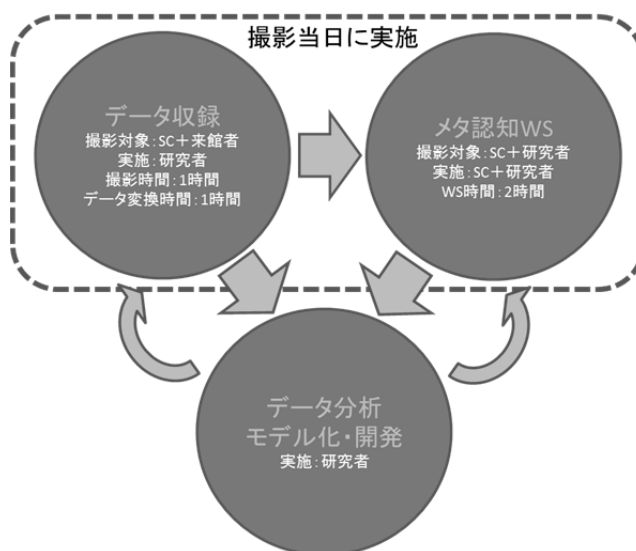 撮影当日に実施
データ収録
撮影対象:SC+来館者
実施:研究者
撮影時間:1時間
データ変換時間:1時間
メタ認知WS
撮影対象:SC+研究者
実施:SC+研究者
WS時間:2時間
データ分析
モデル化・開発
実施:研究者